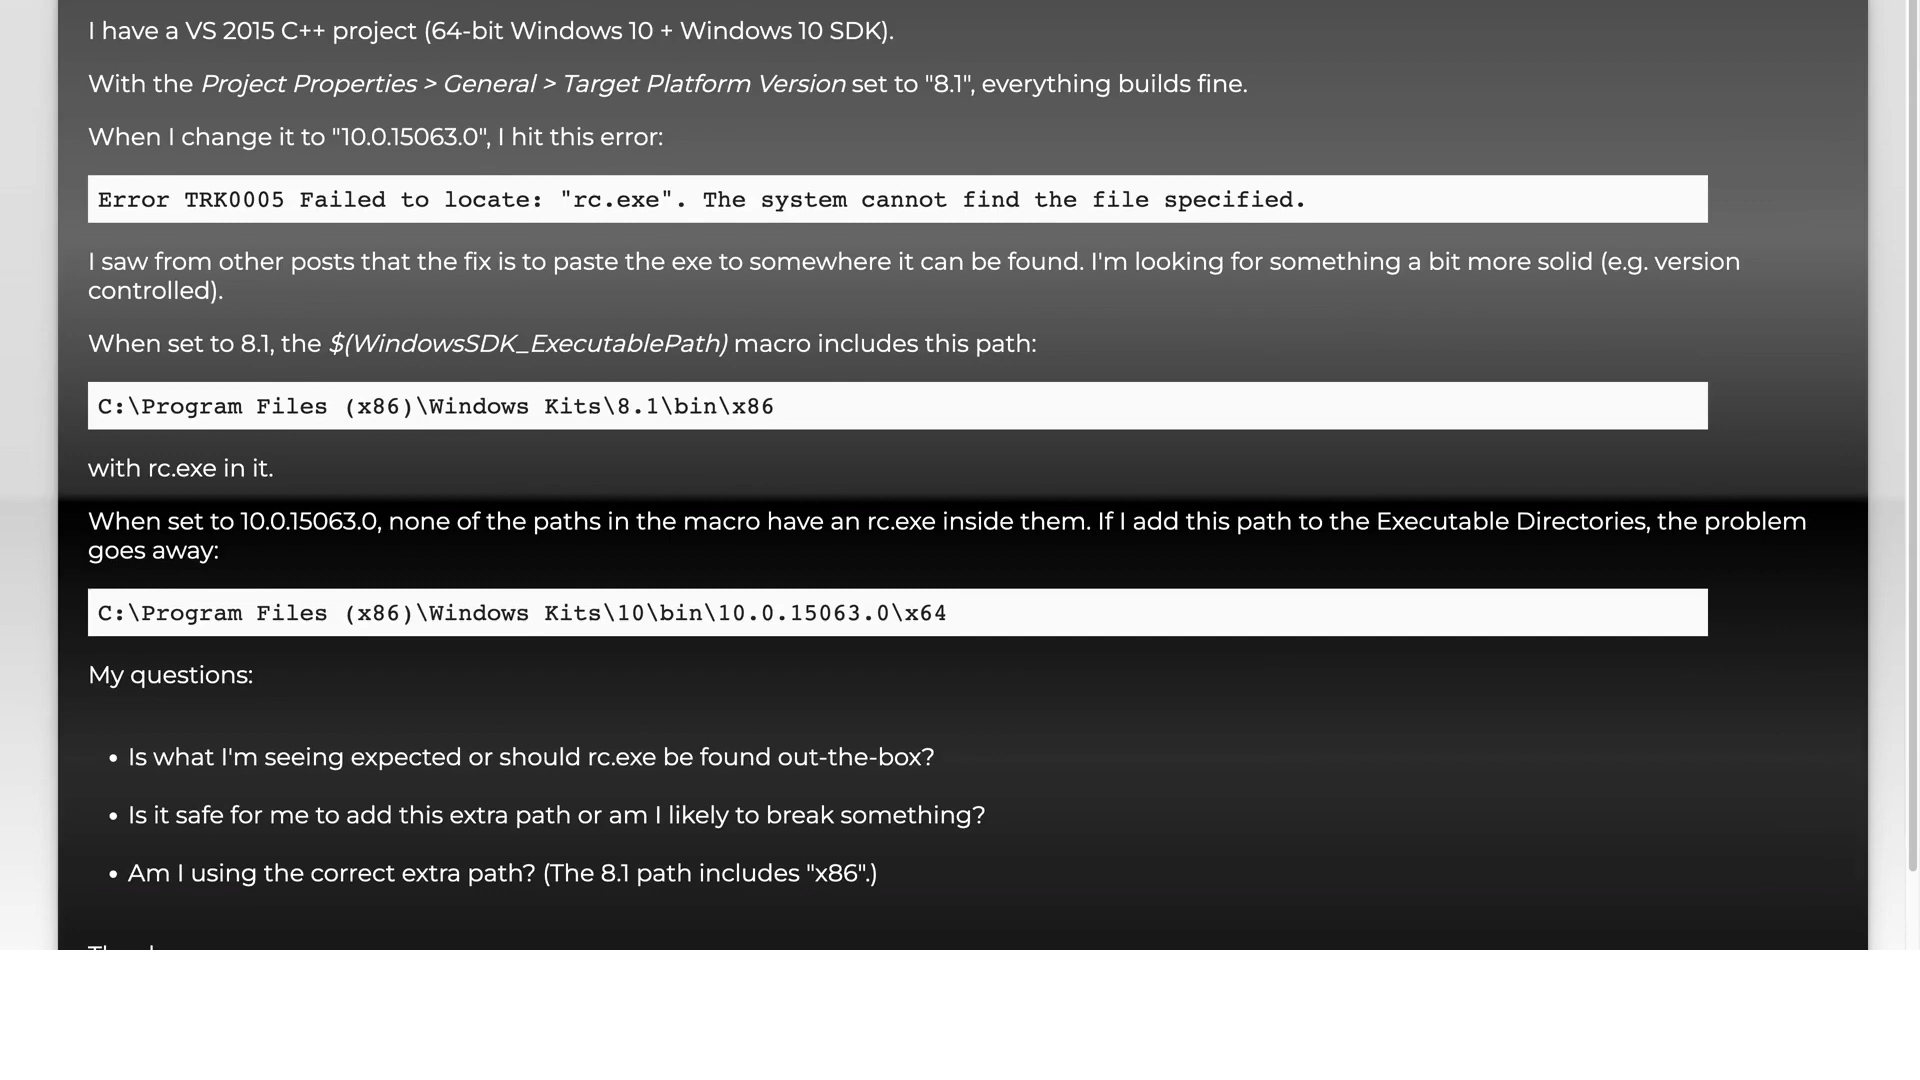 I have a VS 2015 C++ project (64-bit Windows 10 + Windows 10 SDK).
With the Project Properties > General > Target Platform Version set to "8.1", everything builds fine.
When I change it to "10.0.15063.0", I hit this error:
Error TRK0005 Failed to locate: "rc.exe". The system cannot find the file specified.
I saw from other posts that the fix is to paste the exe to somewhere it can be found. I'm looking for something a bit more solid (e.g. version
controlled).
When set to 8.1, the $(WindowsSDK_ExecutablePath) macro includes this path:
C:\Program Files (x86)\Windows Kits\8.1\bin\x86
with rc.exe in it.
When set to 10.0.15063.0, none of the paths in the macro have an rc.exe inside them. If I add this path to the Executable Directories, the problem
goes away:
C:\Program Files (x86)\Windows Kits\10\bin\10.0.15063.0\x64
My questions:
• Is what I'm seeing expected or should rc.exe be found out-the-box?
• Is it safe for me to add this extra path or am I likely to break something?
• Am I using the correct extra path? (The 8.1 path includes "x86".)